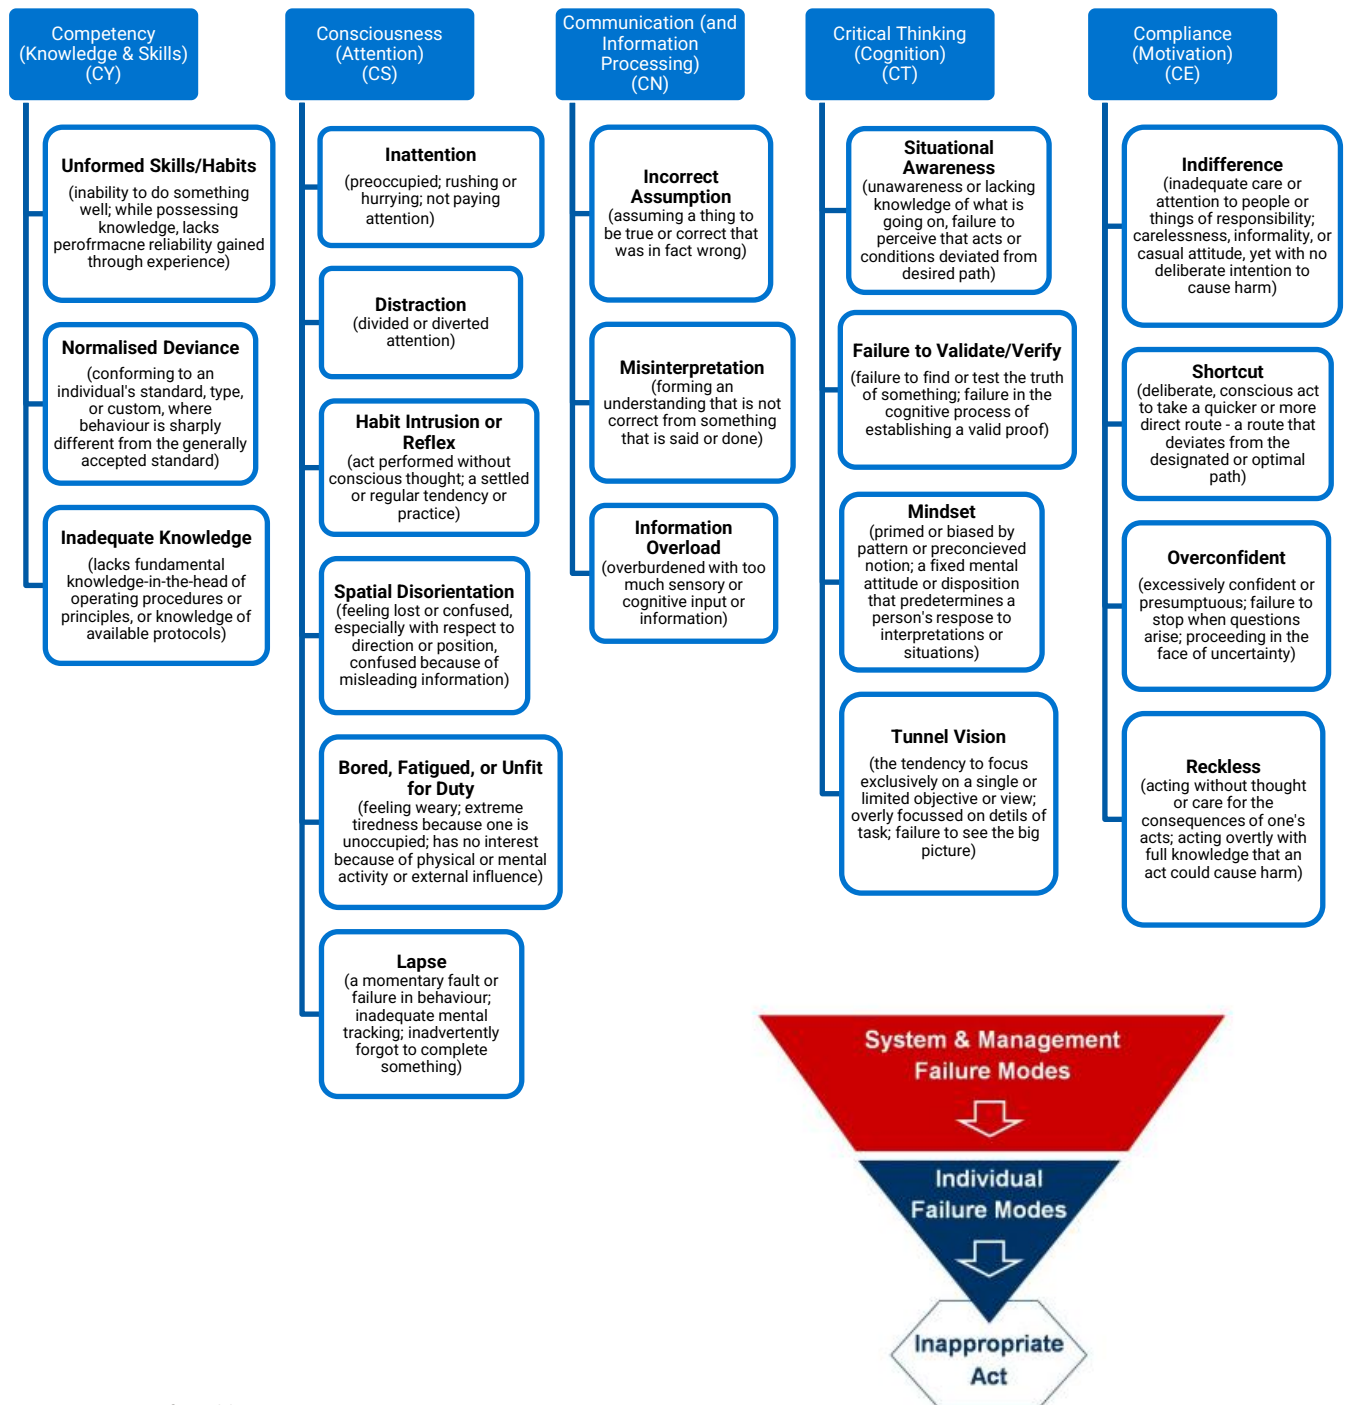 Competency
(Knowledge & Skills)
(CY)
Unformed Skills/Habits
(inability to do something
well; while possessing
knowledge, lacks
perofrmacne reliability gained
through experience)
Normalised Deviance
(conforming to an
individual's standard, type,
or custom, where
behaviour is sharply
different from the generally
accepted standard)
Inadequate Knowledge
(lacks fundamental
knowledge-in-the-head of
operating procedures or
principles, or knowledge of
available protocols)
Consciousness
(Attention)
(CS)
Inattention
(preoccupied; rushing or
hurrying; not paying
attention)
Distraction
(divided or diverted
attention)
Habit Intrusion or
Reflex
(act performed without
conscious thought; a settled
or regular tendency or
practice)
Spatial Disorientation
(feeling lost or confused,
especially with respect to
direction or position,
confused because of
misleading information)
Bored, Fatigued, or Unfit
for Duty
(feeling weary; extreme
tiredness because one is
unoccupied; has no interest
because of physical or mental
activity or external influence)
Lapse
(a momentary fault or
failure in behaviour;
inadequate mental
tracking; inadvertently
forgot to complete
something)
Communication (and
Information
Processing)
(CN)
Incorrect
Assumption
(assuming a thing to
be true or correct that
was in fact wrong)
Misinterpretation
(forming an
understanding that is not
correct from something
that is said or done)
Information
Overload
(overburdened with too
much sensory or
cognitive input or
information)
Critical Thinking
(Cognition)
(CT)
Situational
Awareness
(unawareness or lacking
knowledge of what is
going on, failure to
perceive that acts or
conditions deviated from
desired path)
Failure to Validate/Verify
(failure to find or test the truth
of something; failure in the
cognitive process of
establishing a valid proof)
Mindset
(primed or biased by
pattern or preconcieved
notion; a fixed mental
attitude or disposition
that predetermines a
person's respose to
interpretations or
situations)
Tunnel Vision
(the tendency to focus
exclusively on a single or
limited objective or view;
overly focussed on detils of
task; failure to see the big
picture)
Compliance
(Motivation)
(CE)
Indifference
(inadequate care or
attention to people or
things of responsibility;
carelessness, informality, or
casual attitude, yet with no
deliberate intention to
cause harm)
Shortcut
(deliberate, conscious act
to take a quicker or more
direct route - a route that
deviates from the
designated or optimal
path)
Overconfident
(excessively confident or
presumptuous; failure to
stop when questions
arise; proceeding in the
face of uncertainty)
Reckless
(acting without thought
or care for the
consequences of one's
acts; acting overtly with
full knowledge that an
act could cause harm)
System & Management
Failure Modes
Individual
Failure Modes
Inappropriate
Act